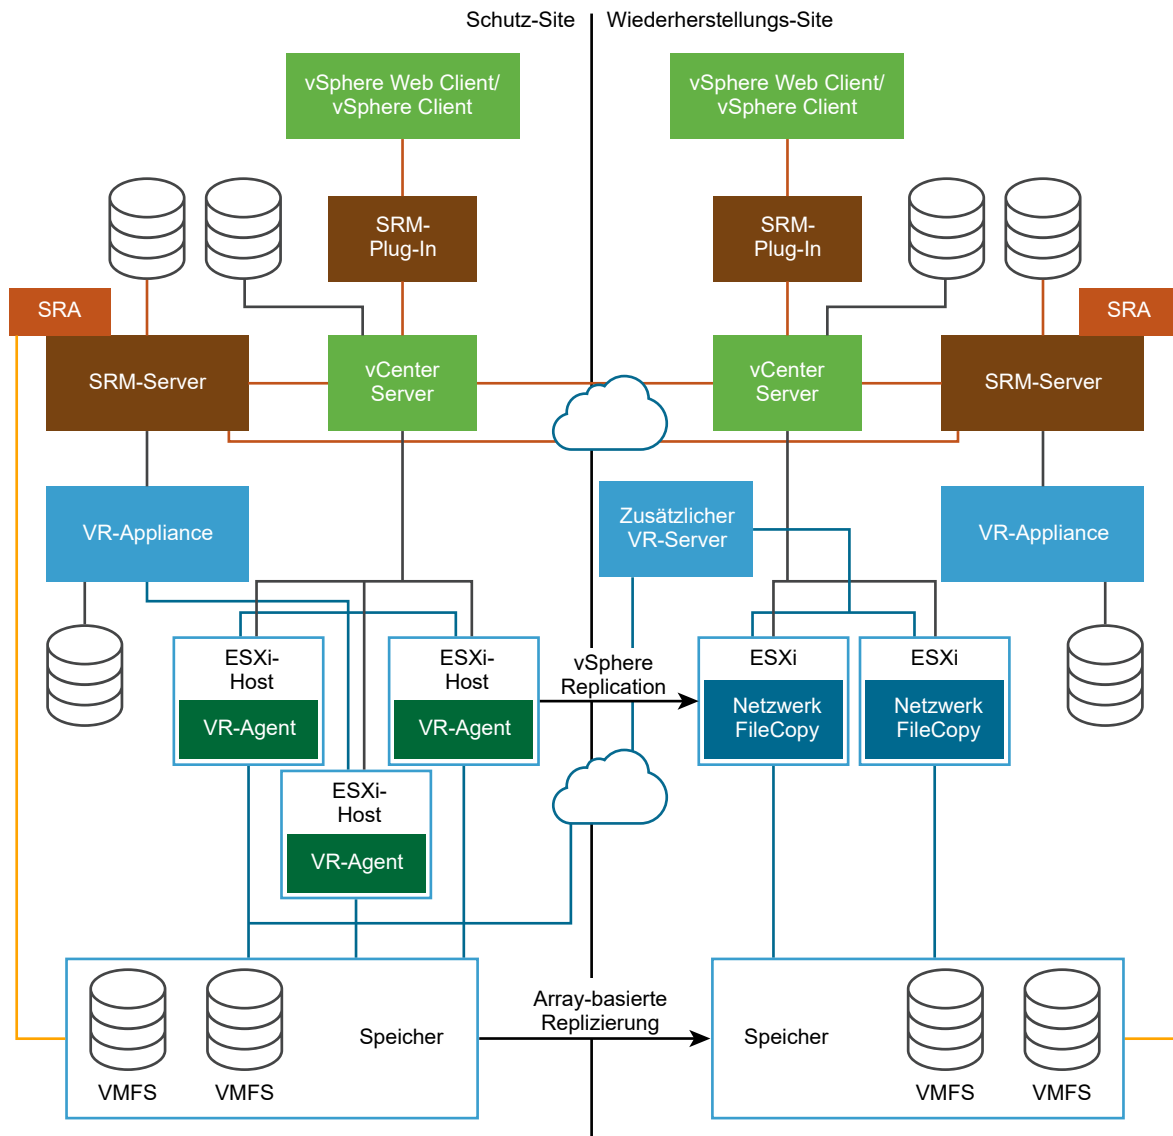 Schutz-Site
Wiederherstellungs-Site
vSphere Web Client/
vSphere Client
vSphere Web Client/
vSphere Client
SRM-
Plug-In
SRM-
Plug-In
SRA
SRA
SRM-Server
vCenter
Server
vCenter
Server
SRM-Server
VR-Appliance
Zusätzlicher
VR-Server
VR-Appliance
ESXi-
Host
VR-Agent
ESXi-
Host
VR-Agent
vSphere
Replication
ESXi
Netzwerk
FileCopy
ESXi
Netzwerk
FileCopy
ESXi-
Host
VR-Agent
VMFS
VMFS
Speicher
Array-basierte
Replizierung
Speicher
VMFS
VMFS